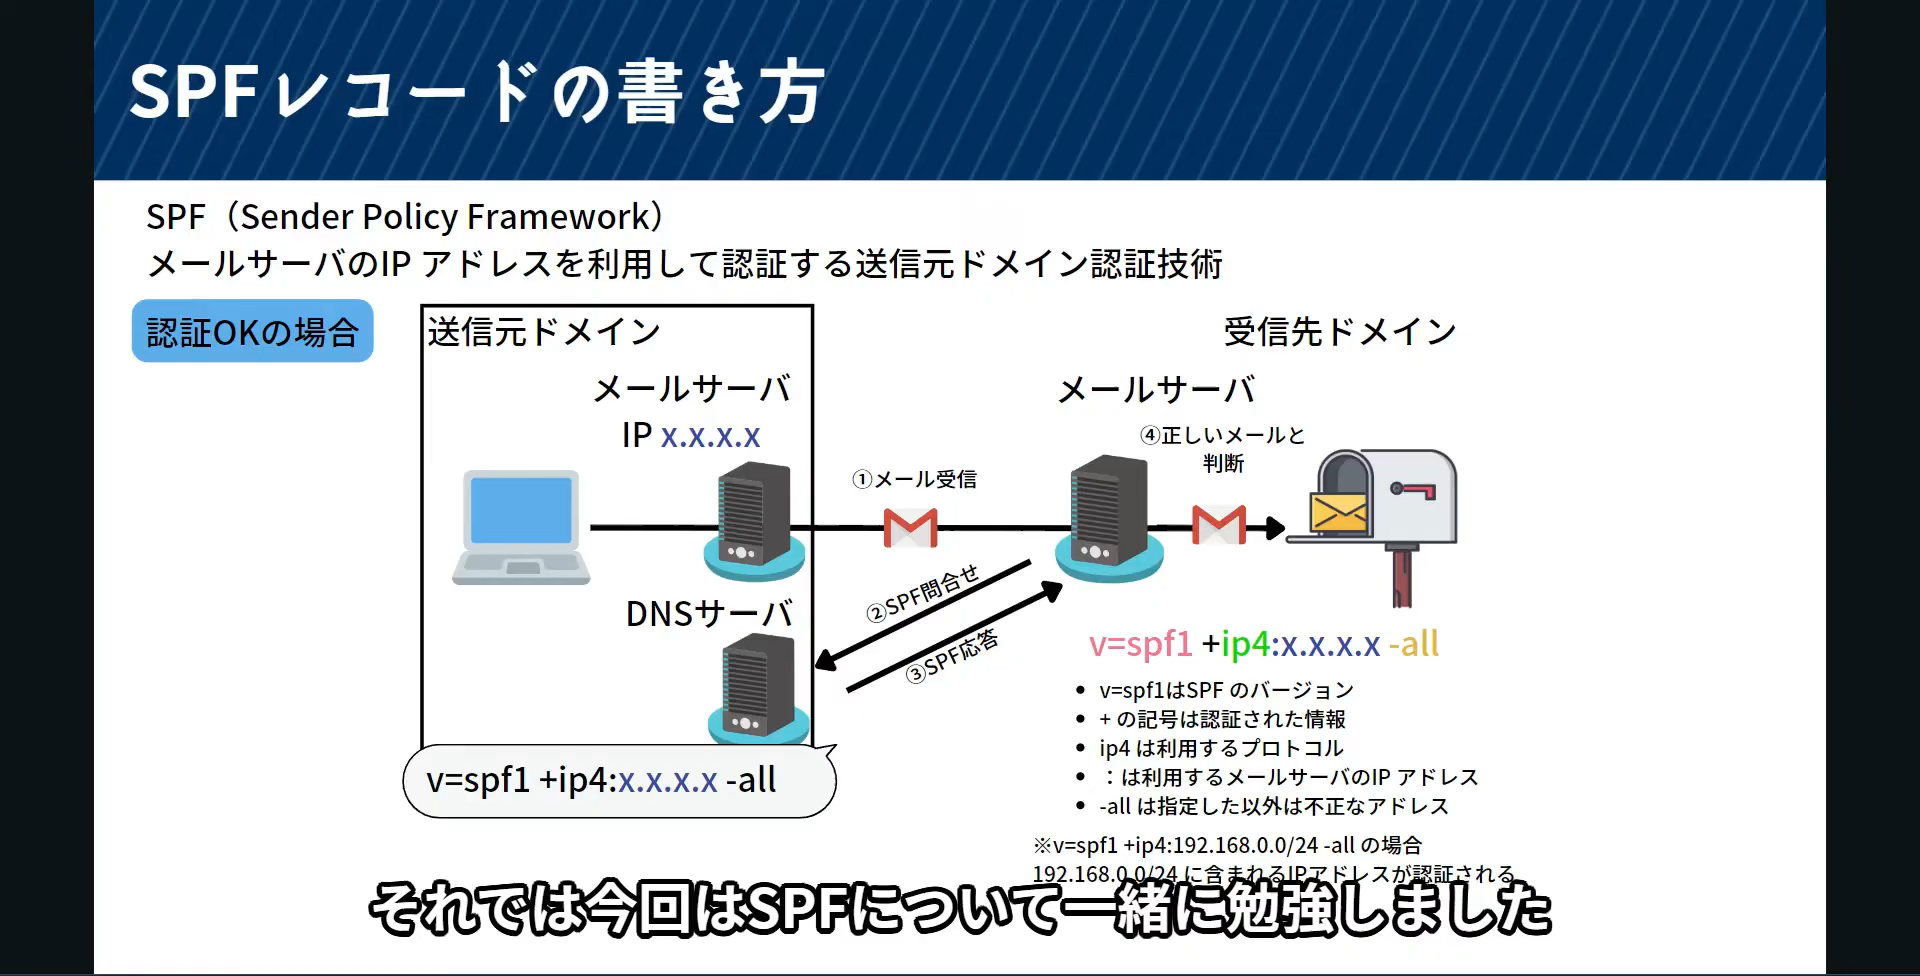 SPFレコードの書き方
SPF（Sender Policy Framework）
メールサーバのIP アドレスを利用して認証する送信元ドメイン認証技術
認証OKの場合
送信元ドメイン
受信先ドメイン
メールサーバ
IP x.x.x.x
メールサーバ
④正しいメールと
判断
①メール受信
②SPF問合せ
③SPF応答
DNSサーバ
v=spf1 +ip4:x.x.x.x -all
v=spf1 +ip4:x.x.x.x -all
• v=spf1はSPF のバージョン
• + の記号は認証された情報
• ip4 は利用するプロトコル
• ：は利用するメールサーバのIP アドレス
• -all は指定した以外は不正なアドレス
※v=spf1 +ip4:192.168.0.0/24 -all の場合
192.168.0.0/24 に含まれるIPアドレスが認証される
それでは今回はSPFについて一緒に勉強しました